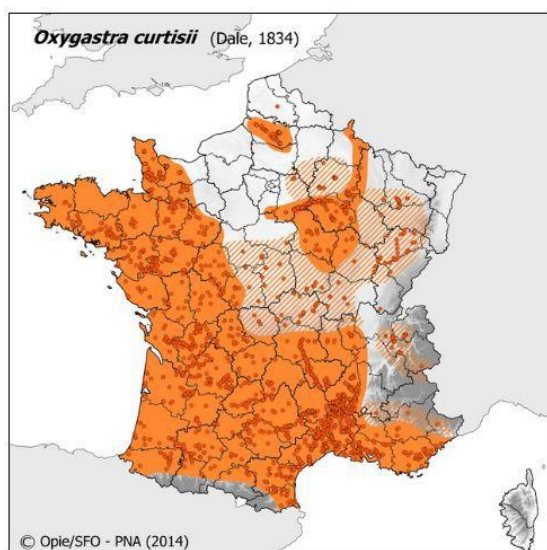 Oxygastra curtisii (Dale, 1834)
© Opie/SFO - PNA (2014)